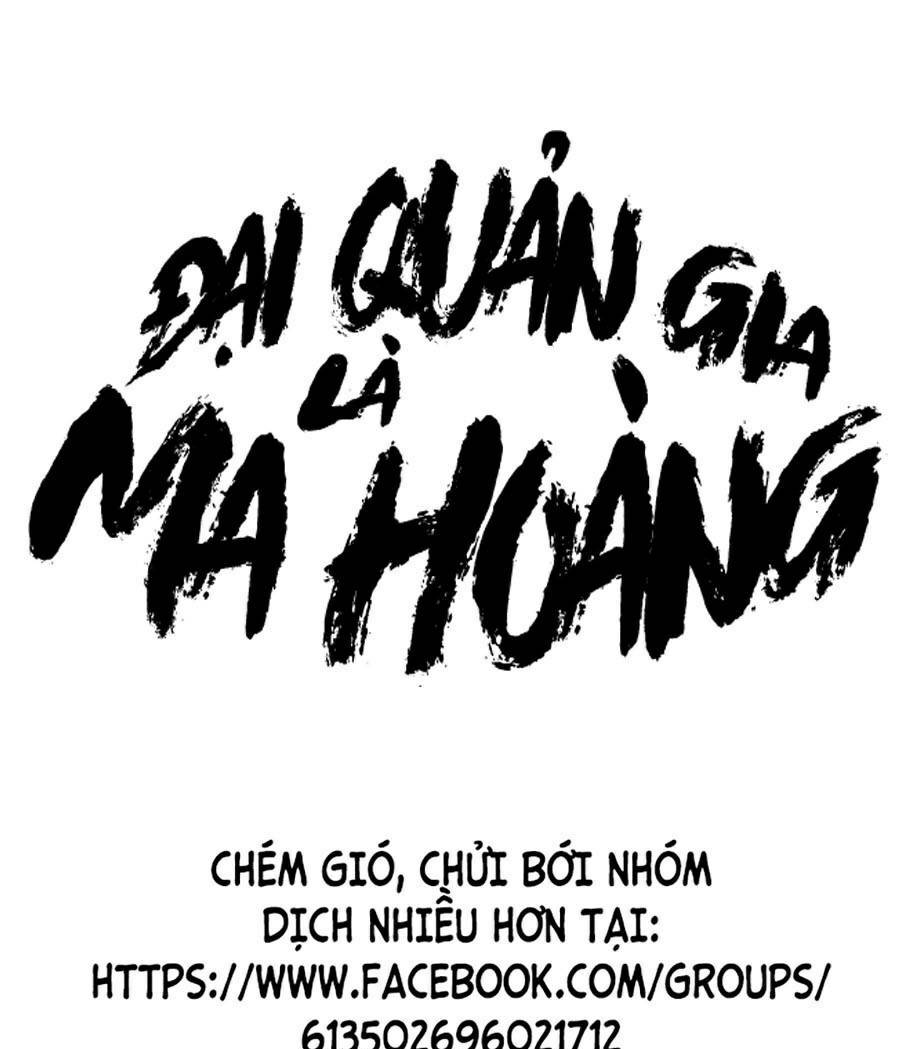 ĐẠI QUẢN GIA
LÀ
MA HOÀNG
CHÉM GIÓ, CHỬI BỚI NHÓM
DỊCH NHIỀU HƠN TẠI:
HTTPS://WWW.FACEBOOK.COM/GROUPS/
613502696021712